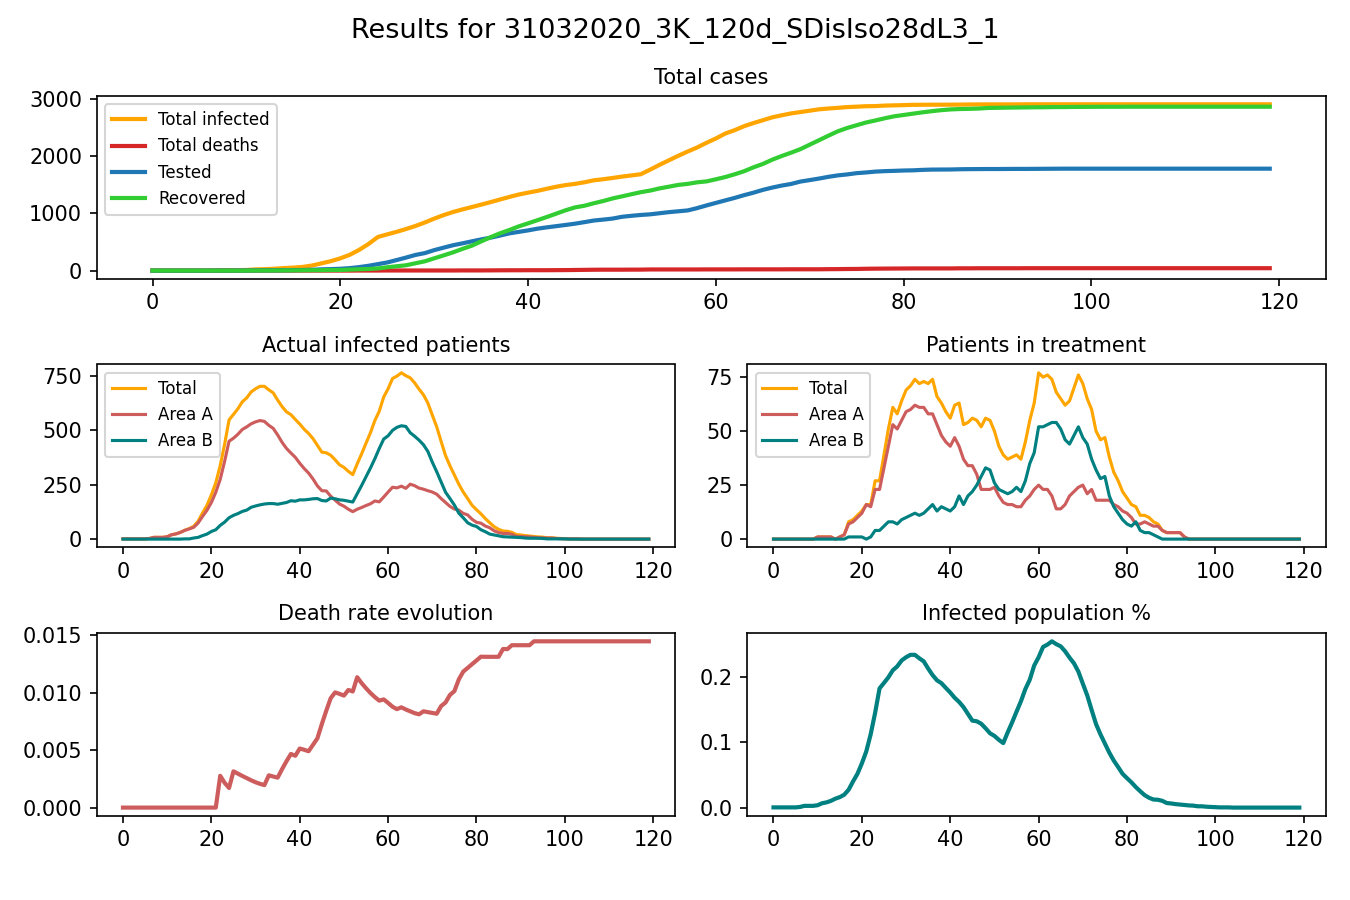 Results for 31032020_3K_120d_SDisIso28dL3_1
Total cases
3000
2000
1000
0
Total infected
Total deaths
Tested
Recovered
0 20 40 60 80 100 120
Actual infected patients
750
500
250
0
Total
Area A
Area B
0 20 40 60 80 100 120
Patients in treatment
75
50
25
0
Total
Area A
Area B
0 20 40 60 80 100 120
Death rate evolution
0.015
0.010
0.005
0.000
0 20 40 60 80 100 120
Infected population %
0.2
0.1
0.0
0 20 40 60 80 100 120